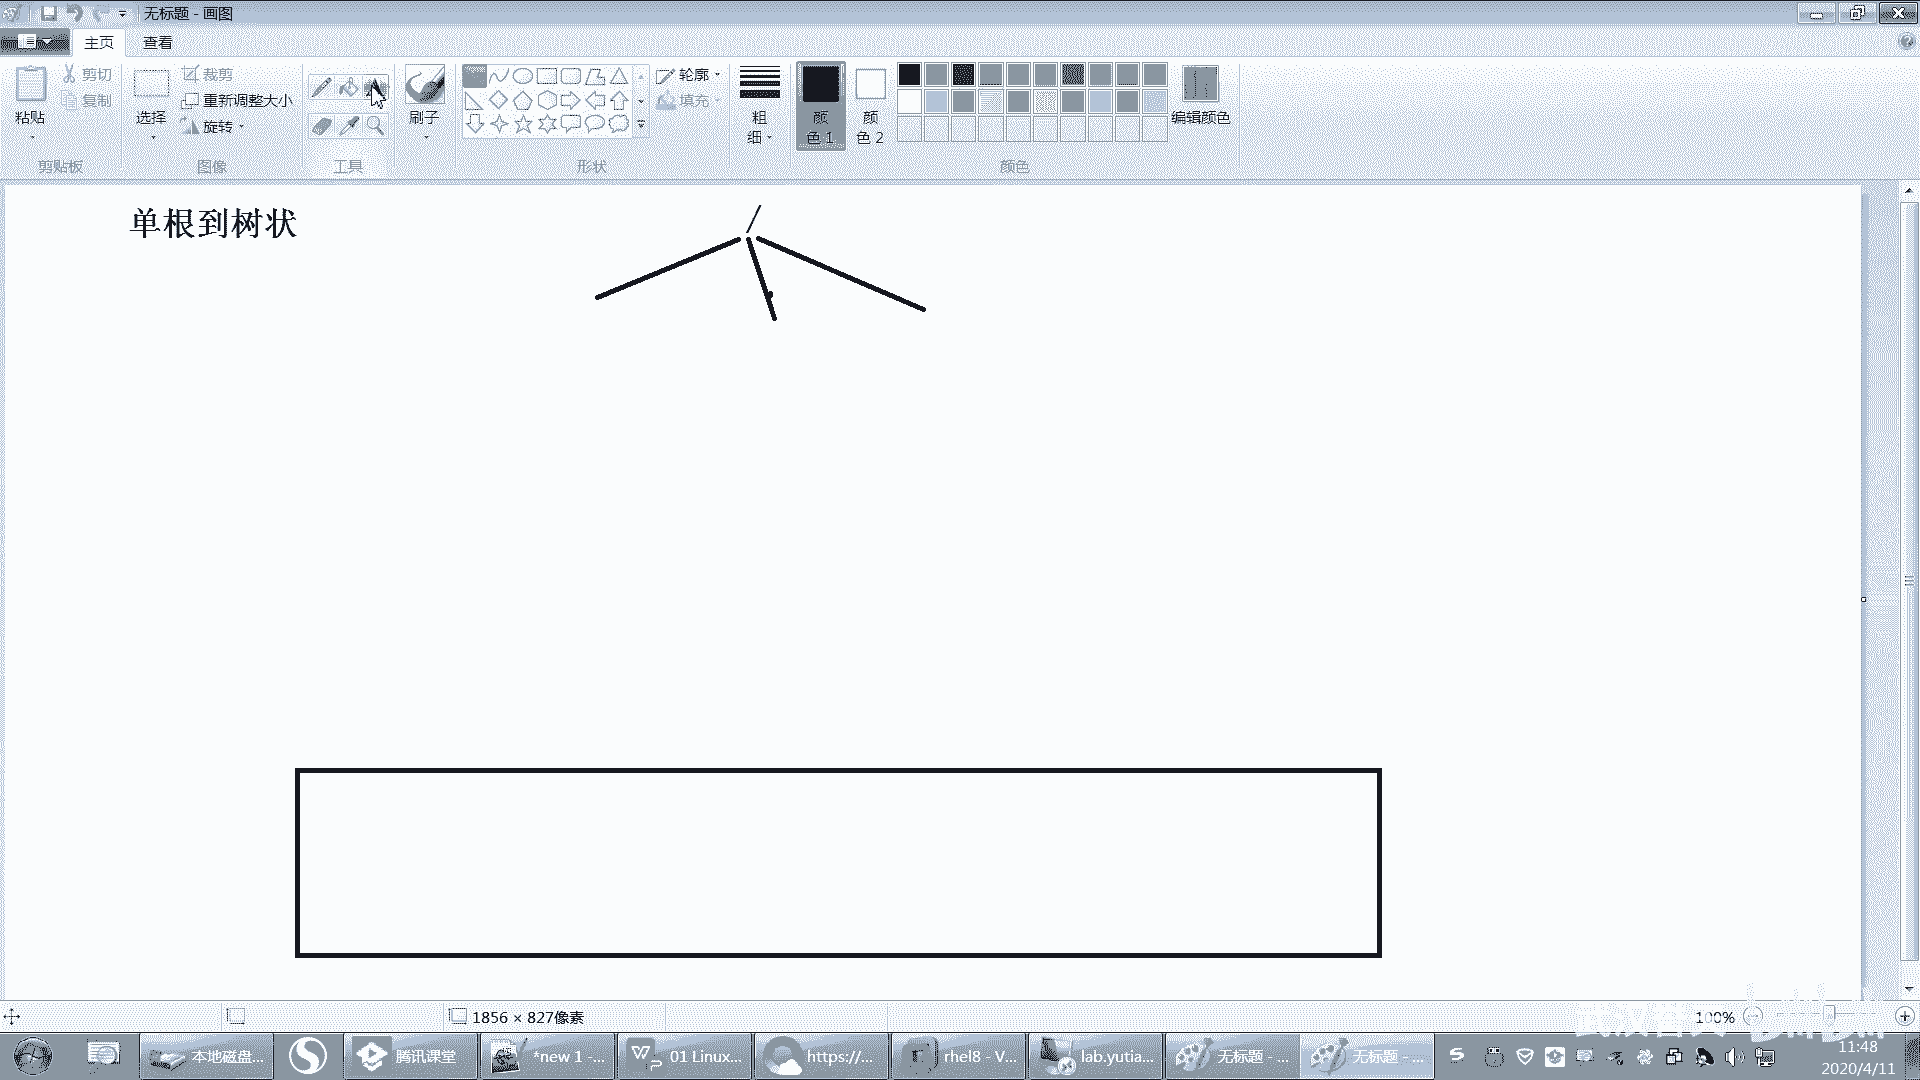 无标题 - 画图
主页
查看
粘贴
剪切
复制
剪贴板
选择
裁剪
重新调整大小
旋转
图像
工具
刷子
轮廓
填充
形状
粗
细
颜
色 1
颜
色 2
颜色
编辑颜色
单根到树状
/
1856 × 827像素
100%
bilibili
本地磁盘...
腾讯课堂
*new 1 -...
01 Linux...
https://...
rhel8 - V...
lab.yutia...
无标题 - ...
无标题 - ...
11:48
2020/4/11